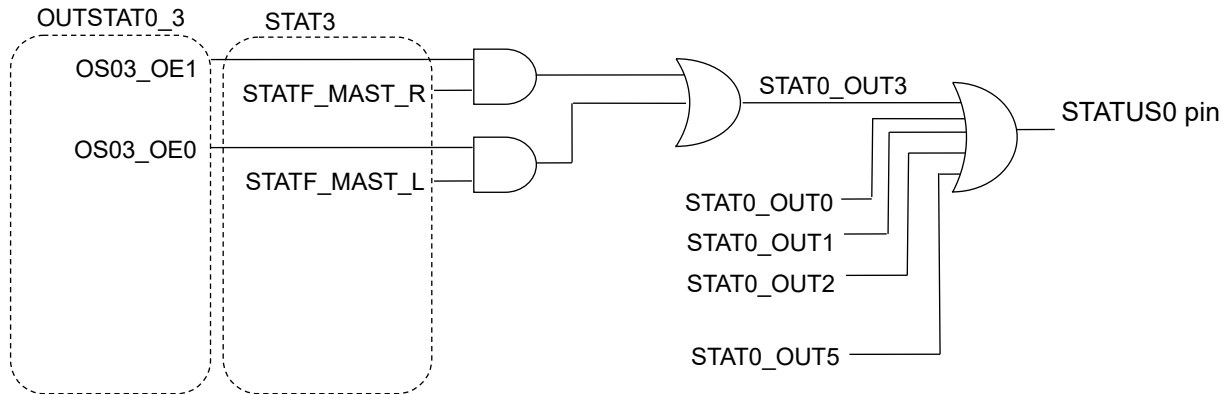 OUTSTAT0_3
STAT3
OS03_OE1
STATF_MAST_R
STAT0_OUT3
STATUS0 pin
OS03_OE0
STATF_MAST_L
STAT0_OUT0
STAT0_OUT1
STAT0_OUT2
STAT0_OUT5